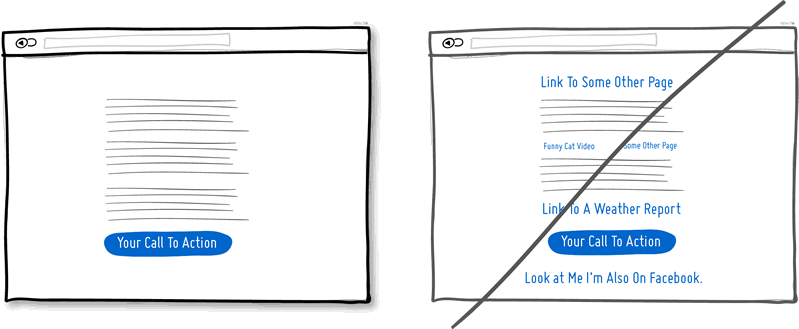 Your Call To Action
Link To Some Other Page
Funny Cat Video
Some Other Page
Link To A Weather Report
Your Call To Action
Look at Me I'm Also On Facebook.